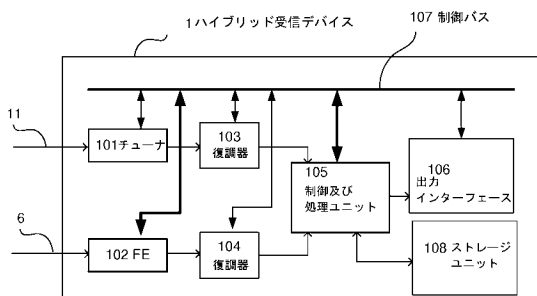 1ハイブリッド受信デバイス
107 制御バス
11
101チューナ
103
復調器
105
制御及び
処理ユニット
106
出力
インターフェース
6
102 FE
104
復調器
108 ストレージ
ユニット